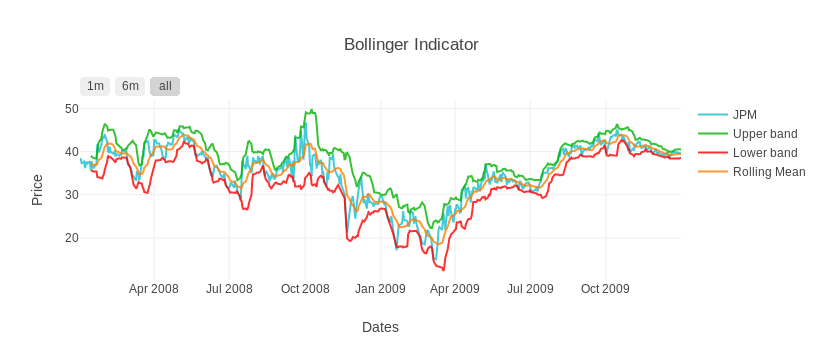 Bollinger Indicator
1m 6m all
50
40
30
20
Price
Apr 2008 Jul 2008 Oct 2008 Jan 2009 Apr 2009 Jul 2009 Oct 2009
Dates
JPM
Upper band
Lower band
Rolling Mean